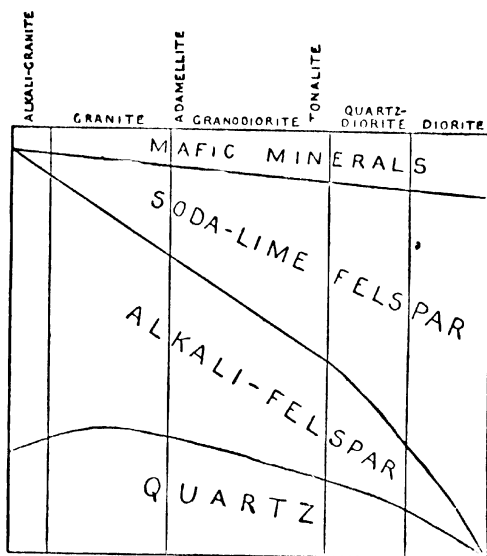 ALKALI-GRANITE
GRANITE
ADAMELLITE
GRANODIORITE
TONALITE
QUARTZ-
DIORITE
DIORITE
MAFIC MINERALS
SODA-LIME FELSPAR
ALKALI-FELSPAR
QUARTZ